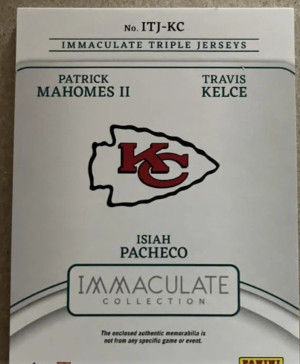 No. ITJ-KC
IMMACULATE TRIPLE JERSEYS
PATRICK
MAHOMES II
TRAVIS
KELCE
KC
ISIAH
PACHECO
IMMACULATE
COLLECTION
The enclosed authentic memorabilia is
not from any specific game or event.
PANINI